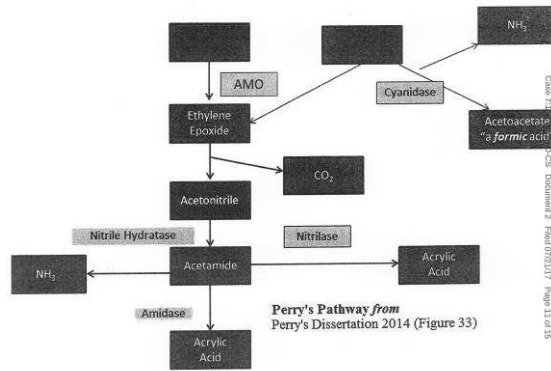 NH3
AMO
Cyanidase
Ethylene
Epoxide
Acetoacetate
"a formic acid"
CO2
Acetonitrile
Nitrile Hydratase
Nitrilase
NH3
Acetamide
Acrylic
Acid
Amidase
Perry's Pathway from
Perry's Dissertation 2014 (Figure 33)
Acrylic
Acid
-CS Document 2 Filed 07/21/17 Page 11 of 15